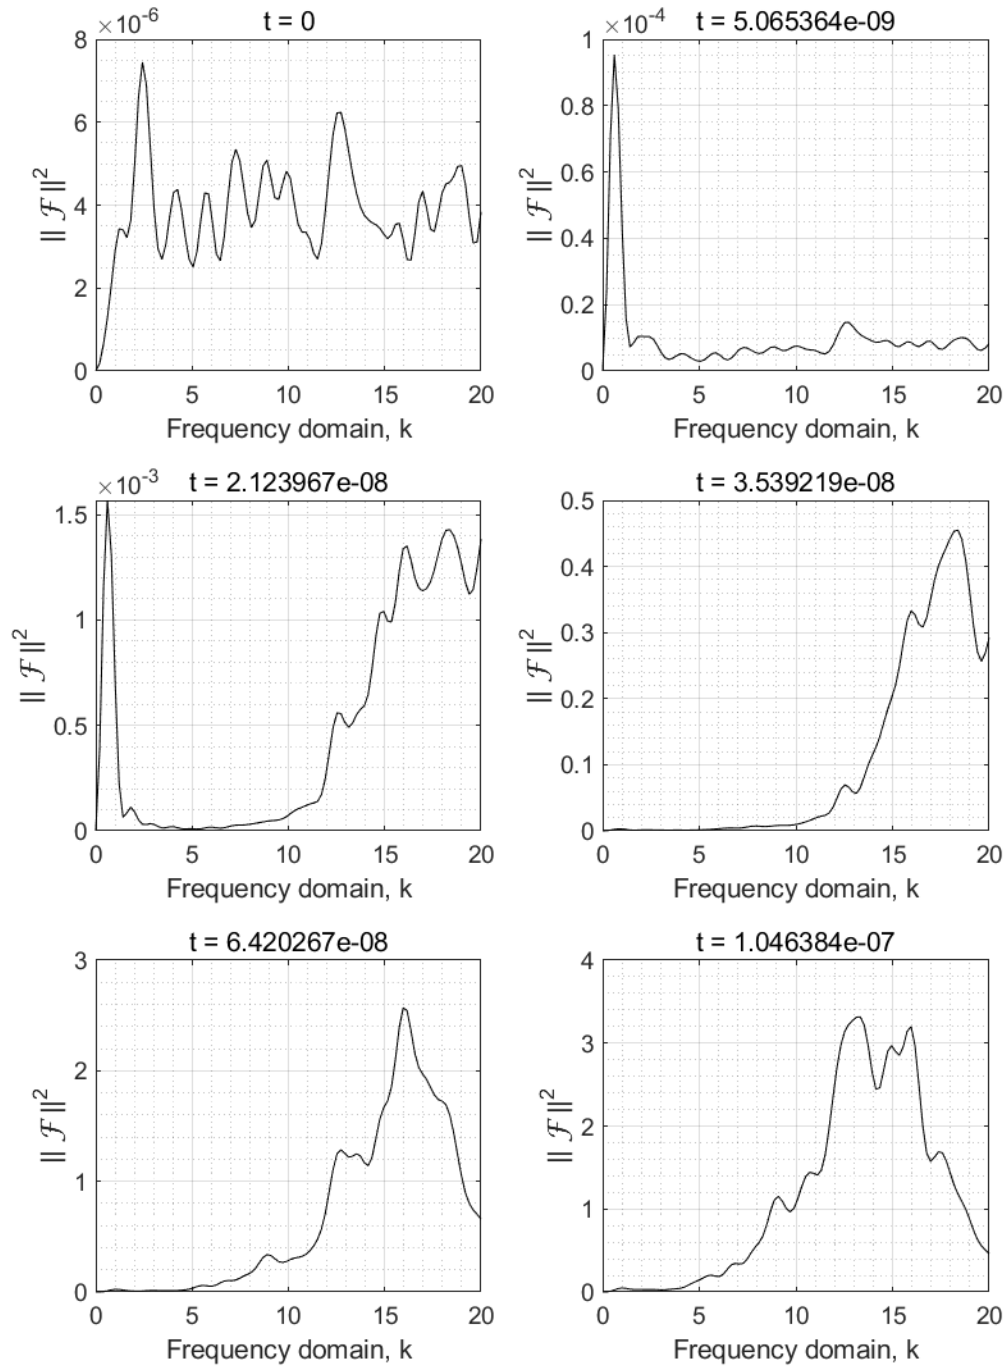 ×10⁻⁶
t = 0
8
6
4
2
0
|| ℱ ||²
0 5 10 15 20
Frequency domain, k
×10⁻⁴
t = 5.065364e-09
1
0.8
0.6
0.4
0.2
0
|| ℱ ||²
0 5 10 15 20
Frequency domain, k
×10⁻³
t = 2.123967e-08
1.5
1
0.5
0
|| ℱ ||²
0 5 10 15 20
Frequency domain, k
t = 3.539219e-08
0.5
0.4
0.3
0.2
0.1
0
|| ℱ ||²
0 5 10 15 20
Frequency domain, k
t = 6.420267e-08
3
2
1
0
|| ℱ ||²
0 5 10 15 20
Frequency domain, k
t = 1.046384e-07
4
3
2
1
0
|| ℱ ||²
0 5 10 15 20
Frequency domain, k